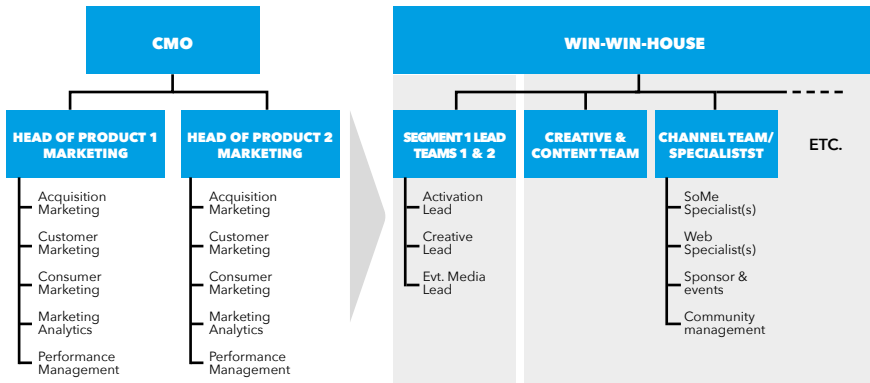 CMO
HEAD OF PRODUCT 1
MARKETING
Acquisition
Marketing
Customer
Marketing
Consumer
Marketing
Marketing
Analytics
Performance
Management
HEAD OF PRODUCT 2
MARKETING
Acquisition
Marketing
Customer
Marketing
Consumer
Marketing
Marketing
Analytics
Performance
Management
WIN-WIN-HOUSE
SEGMENT 1 LEAD
TEAMS 1 & 2
Activation
Lead
Creative
Lead
Evt. Media
Lead
CREATIVE &
CONTENT TEAM
CHANNEL TEAM/
SPECIALISTST
SoMe
Specialist(s)
Web
Specialist(s)
Sponsor &
events
Community
management
ETC.